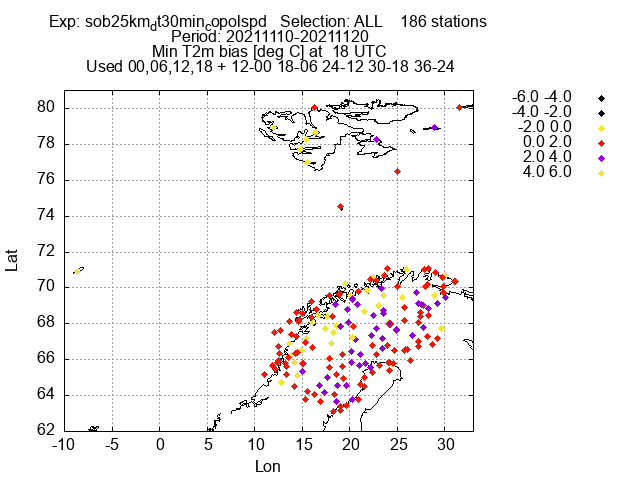 Exp: sob25km_dt30min_copolspd   Selection: ALL    186 stations
Period: 20211110-20211120
Min T2m bias [deg C] at  18 UTC
Used 00,06,12,18 + 12-00  18-06  24-12  30-18  36-24
-6.0 -4.0
-4.0 -2.0
-2.0 0.0
0.0 2.0
2.0 4.0
4.0 6.0
80
78
76
74
72
70
68
66
64
62
Lat
-10 -5 0 5 10 15 20 25 30
Lon